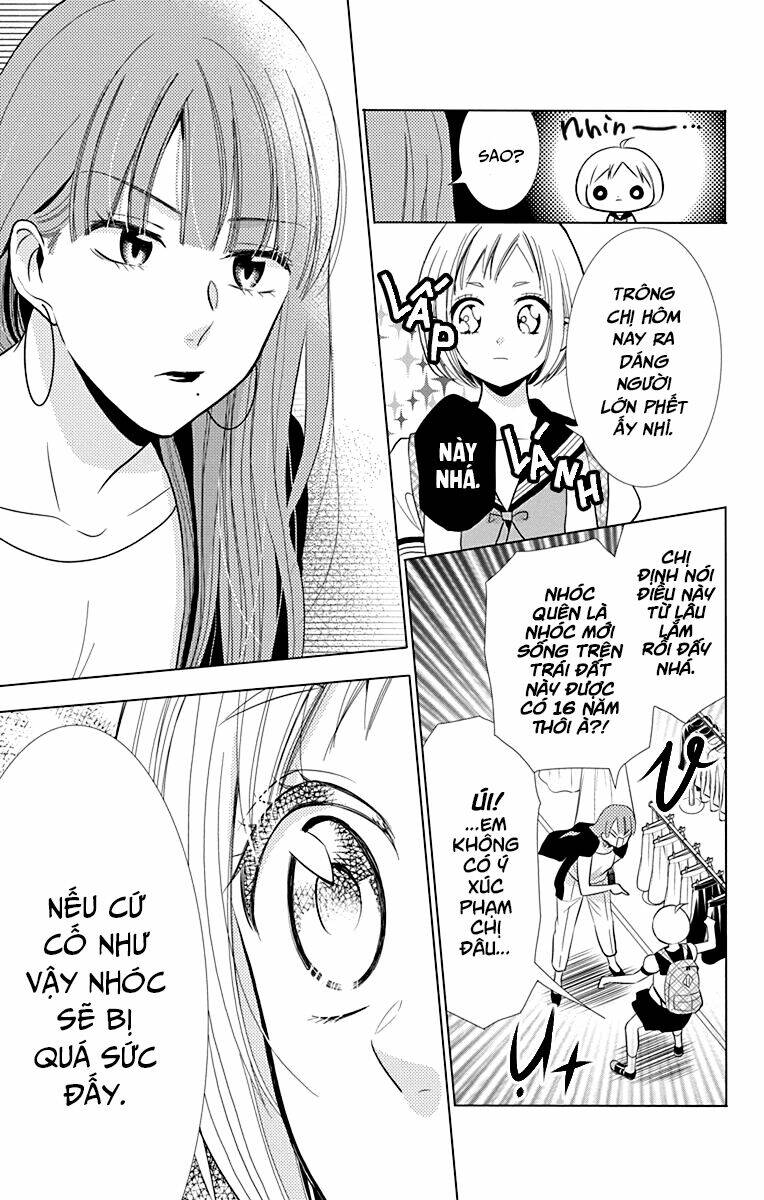 Nhìn—...
SAO?
TRÔNG
CHỊ HÔM
NAY RA
DÁNG
NGƯỜI
LỚN PHẾT
ẤY NHỈ.
LẤP
LÁNH
NÀY
NHÁ.
CHỊ
ĐỊNH NÓI
ĐIỀU NÀY
TỪ LÂU
LẮM
RỒI ĐẤY
NHÁ.
NHÓC
QUÊN LÀ
NHÓC MỚI
SỐNG TRÊN
TRÁI ĐẤT
NÀY ĐƯỢC
CÓ 16 NĂM
THÔI À?!
ÚI!
...EM
KHÔNG
CÓ Ý
XÚC
PHẠM CHỊ
ĐÂU...
NẾU CỨ
CỐ NHƯ
VẬY NHÓC
SẼ BỊ
QUÁ SỨC
ĐẤY.